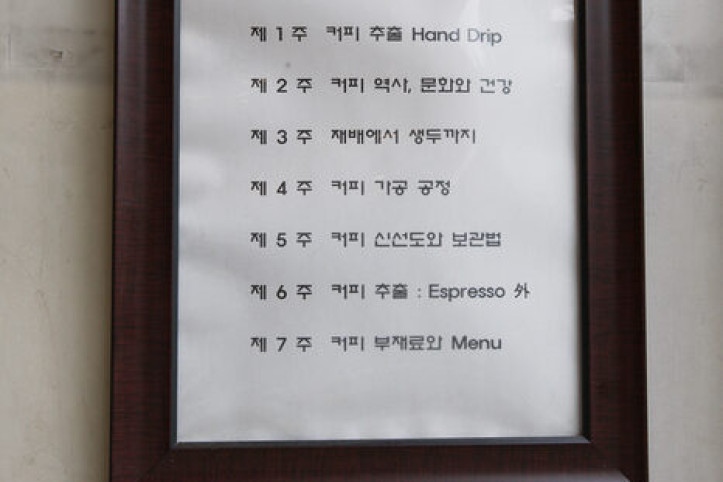 제 1 주 커피 추출 Hand Drip
제 2 주 커피 역사, 문화와 건강
제 3 주 재배에서 생두까지
제 4 주 커피 가공 공정
제 5 주 커피 신선도와 보관법
제 6 주 커피 추출 : Espresso 外
제 7 주 커피 부재료와 Menu